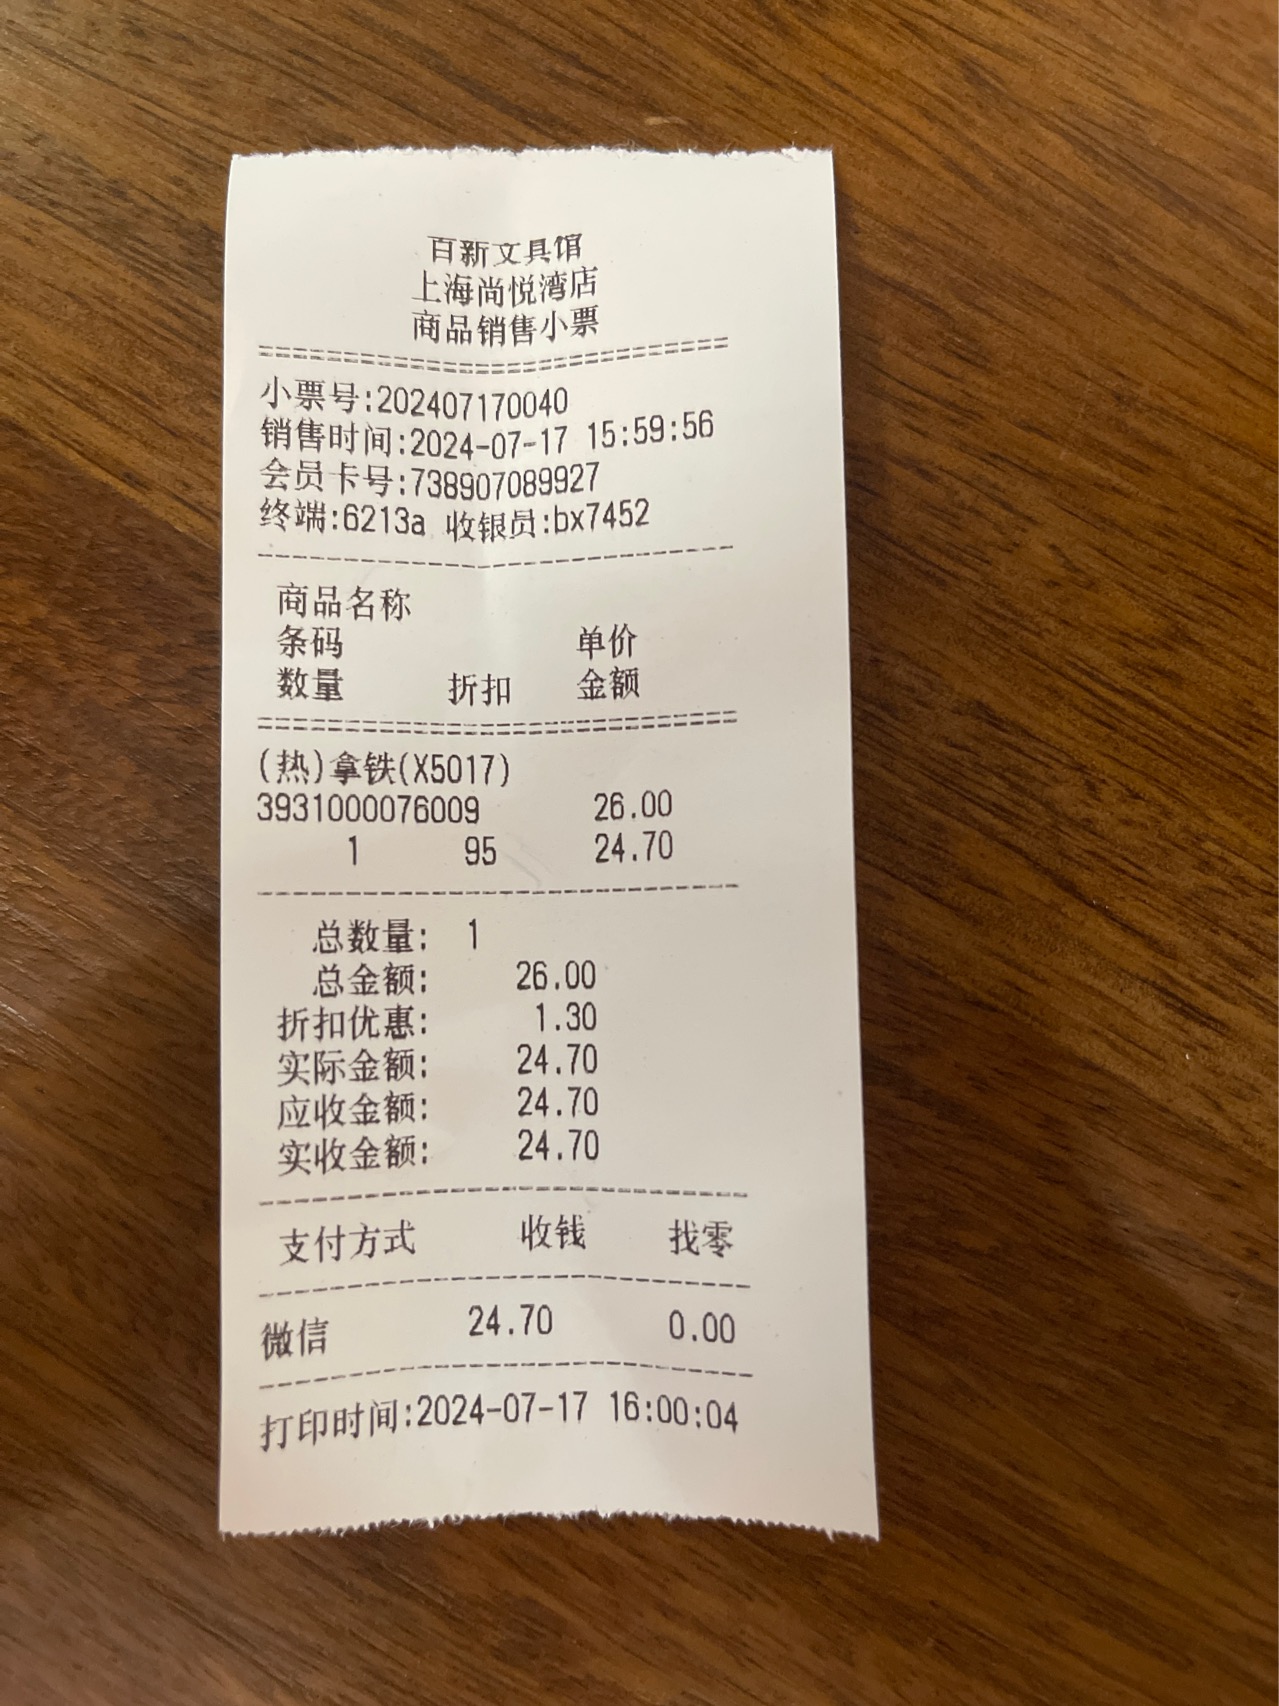 百新文具馆
上海尚悦湾店
商品销售小票
小票号:202407170040
销售时间:2024-07-17 15:59:56
会员卡号:738907089927
终端:6213a 收银员:bx7452
商品名称
条码 单价
数量 折扣 金额
(热)拿铁(X5017)
3931000076009 26.00
1 95 24.70
总数量: 1
总金额: 26.00
折扣优惠: 1.30
实际金额: 24.70
应收金额: 24.70
实收金额: 24.70
支付方式 收钱 找零
微信 24.70 0.00
打印时间:2024-07-17 16:00:04